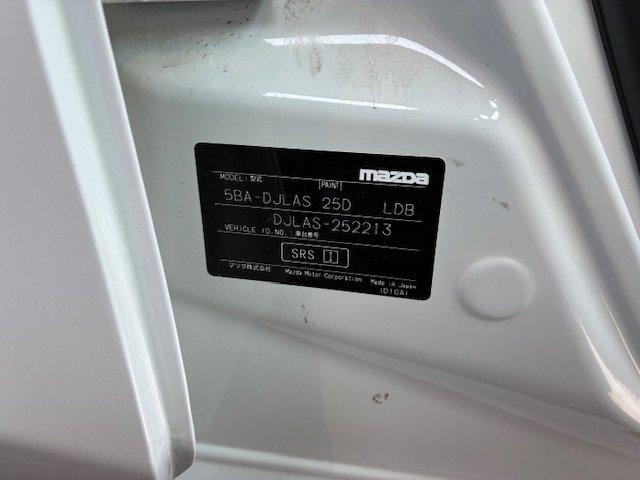 mazda
MODEL: 型式 [PAINT]
5BA-DJLAS 25D LDB
DJLAS-252213
VEHICLE ID.NO.:車台番号
SRS II
マツダ株式会社 Mazda Motor Corporation Made in Japan
(D10A)